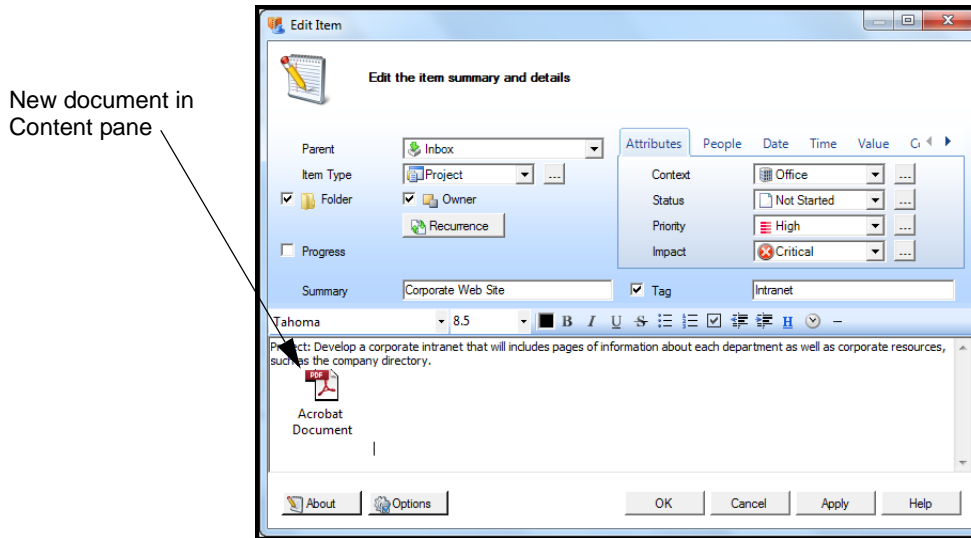 Edit Item
Edit the item summary and details
New document in
Content pane
Parent
Inbox
Item Type
Project
...
Folder
Owner
Recurrence
Progress
Attributes People Date Time Value
Context
Office
...
Status
Not Started
...
Priority
High
...
Impact
Critical
...
Summary
Corporate Web Site
Tag
Intranet
Tahoma
8.5
B I U S H
Project: Develop a corporate intranet that will includes pages of information about each department as well as corporate resources,
such as the company directory.
PDF
Acrobat
Document
About
Options
OK
Cancel
Apply
Help